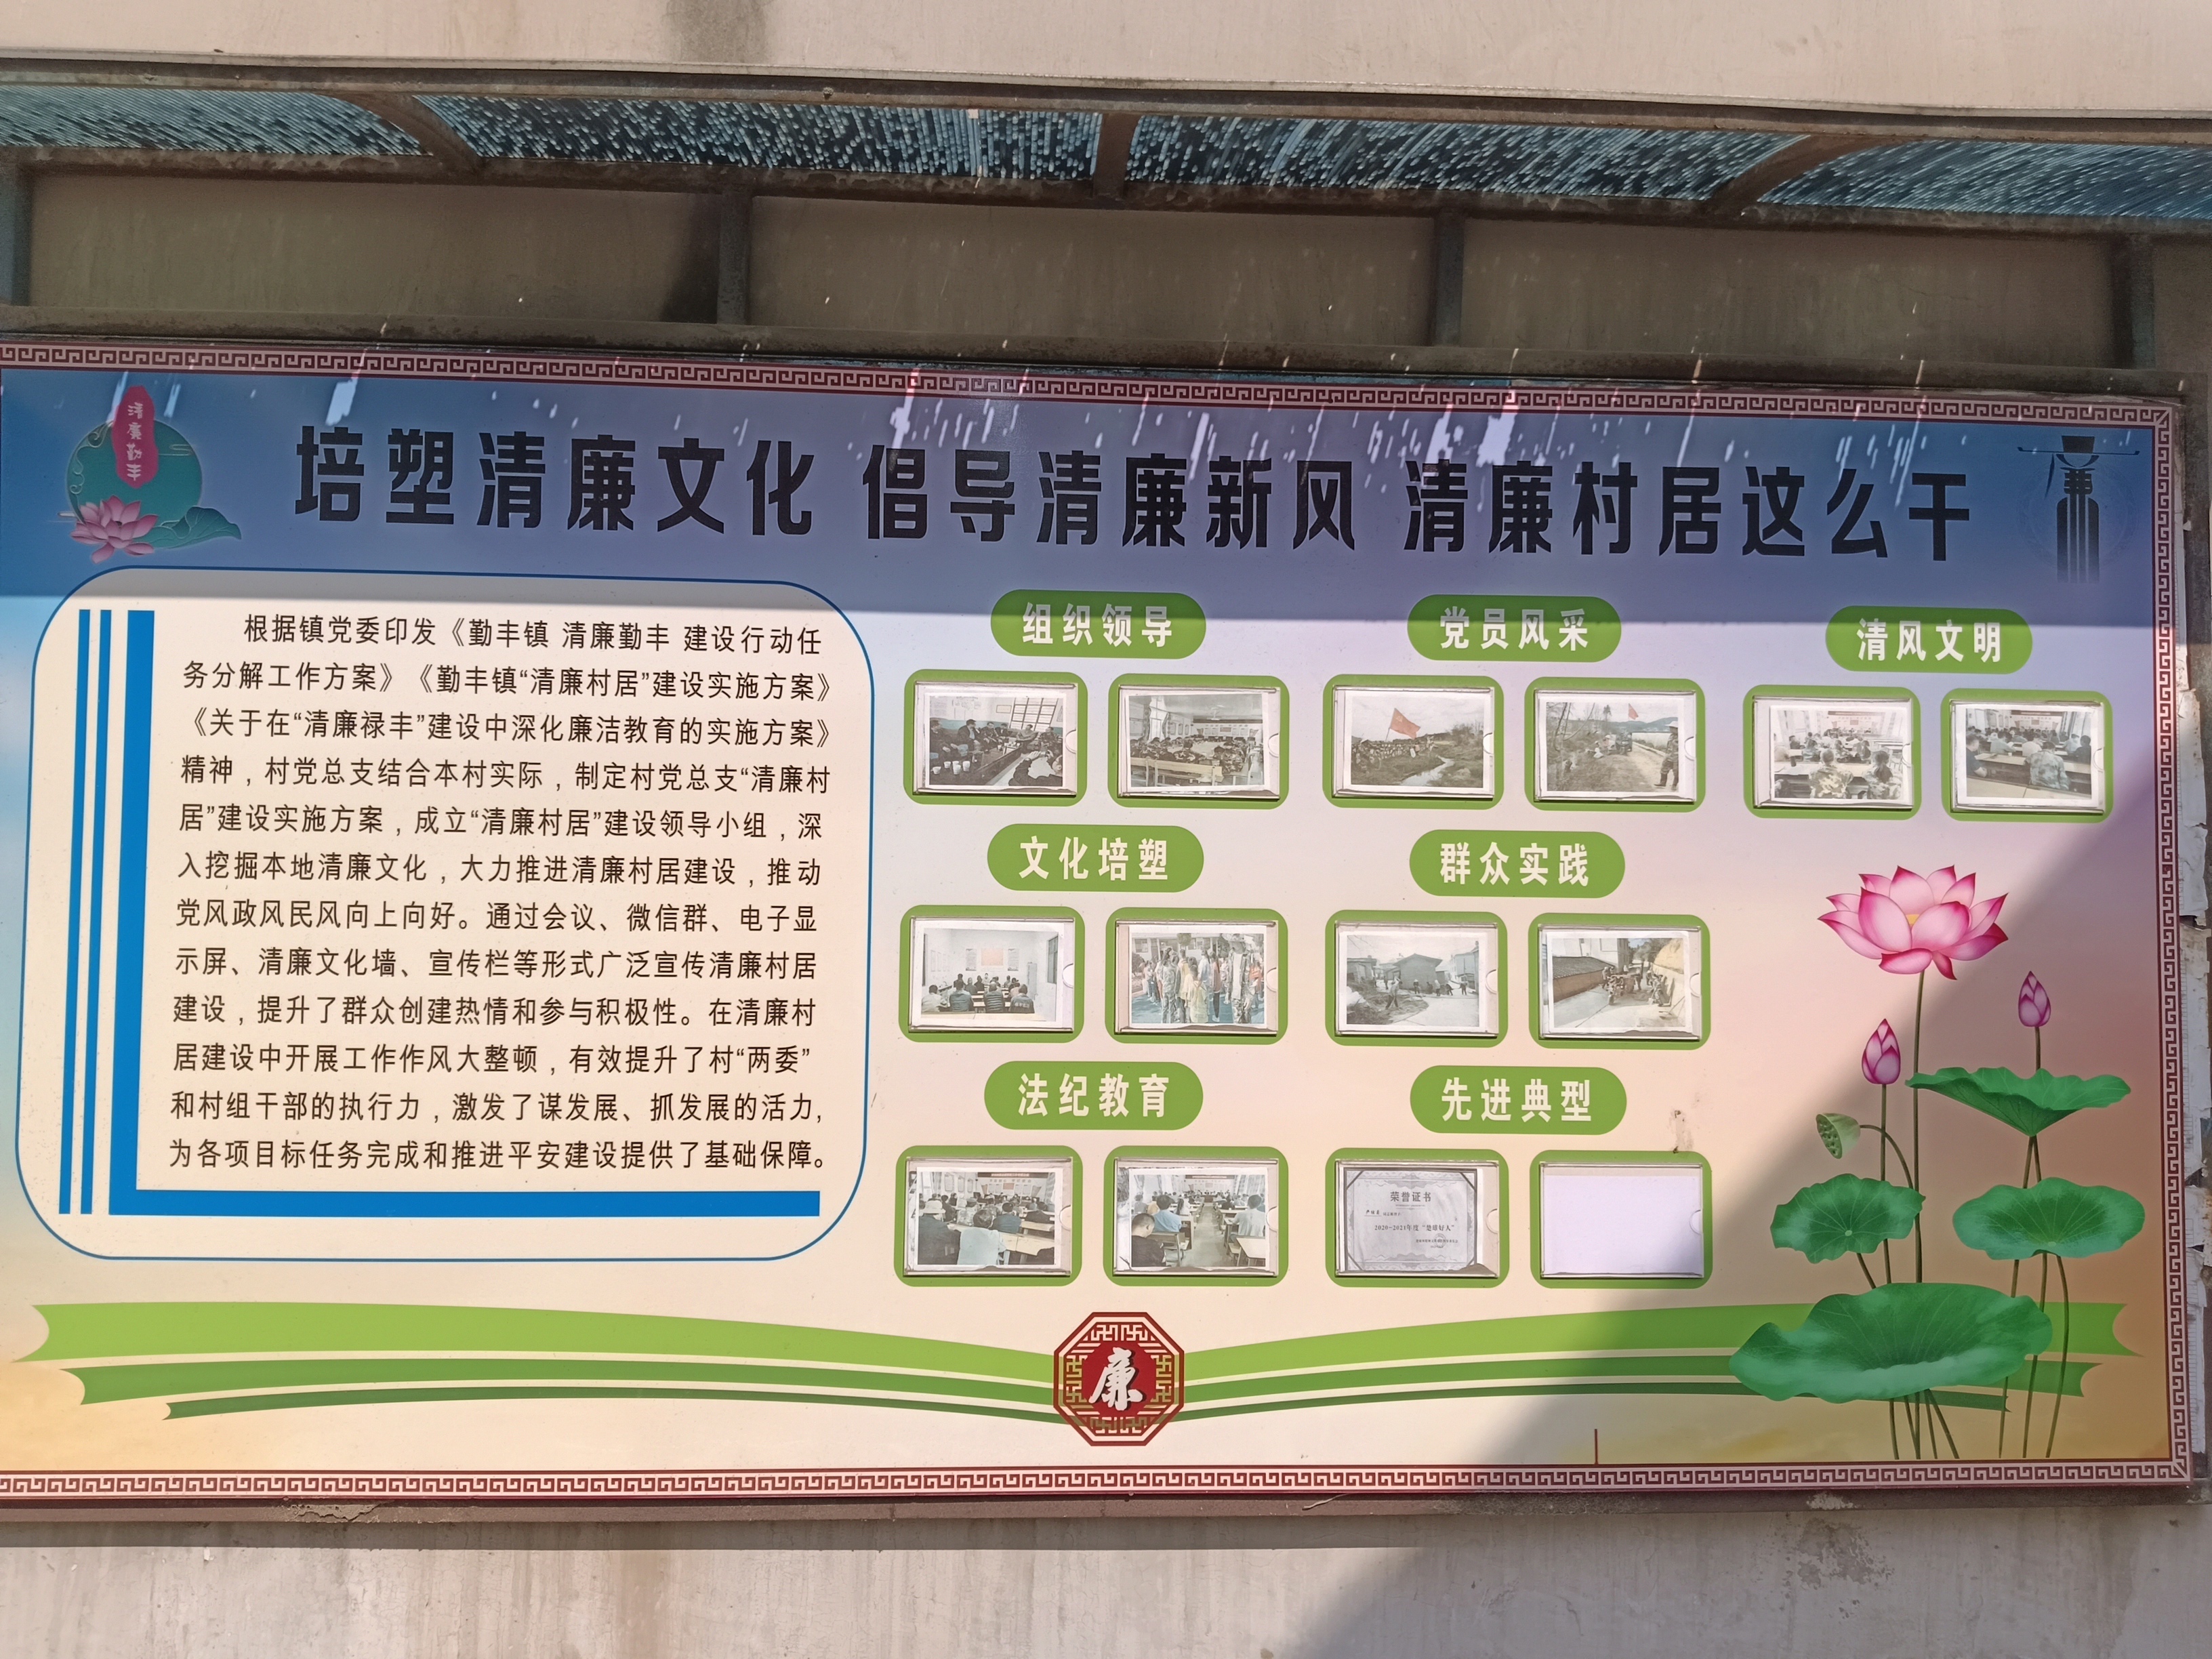 清廉勤丰
培塑清廉文化 倡导清廉新风 清廉村居这么干
根据镇党委印发《勤丰镇 清廉勤丰 建设行动任
务分解工作方案》《勤丰镇“清廉村居”建设实施方案》
《关于在“清廉禄丰”建设中深化廉洁教育的实施方案》
精神，村党总支结合本村实际，制定村党总支“清廉村
居”建设实施方案，成立“清廉村居”建设领导小组，深
入挖掘本地清廉文化，大力推进清廉村居建设，推动
党风政风民风向上向好。通过会议、微信群、电子显
示屏、清廉文化墙、宣传栏等形式广泛宣传清廉村居
建设，提升了群众创建热情和参与积极性。在清廉村
居建设中开展工作作风大整顿，有效提升了村“两委”
和村组干部的执行力，激发了谋发展、抓发展的活力,
为各项目标任务完成和推进平安建设提供了基础保障。
组织领导
党员风采
清风文明
文化培塑
群众实践
法纪教育
先进典型
荣誉证书
2020-2021年度“楚雄好人”
廉